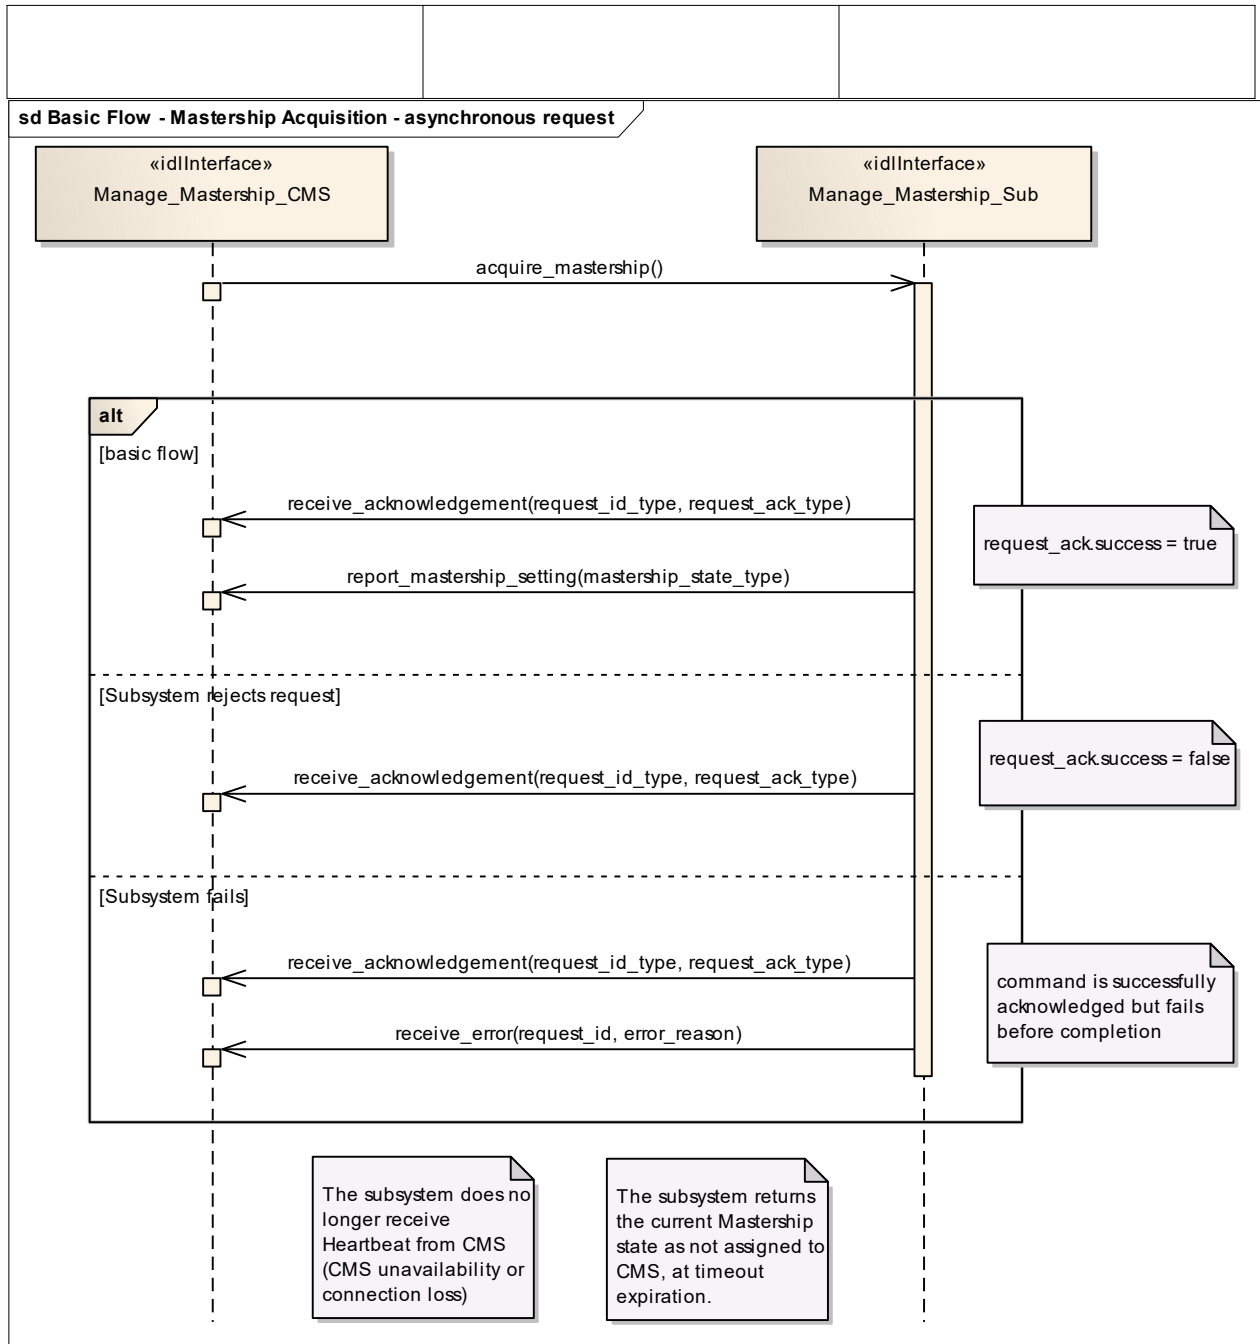 sd Basic Flow - Mastership Acquisition - asynchronous request
«idlInterface»
Manage_Mastership_CMS
«idlInterface»
Manage_Mastership_Sub
acquire_mastership()
alt
[basic flow]
receive_acknowledgement(request_id_type, request_ack_type)
request_ack.success = true
report_mastership_setting(mastership_state_type)
[Subsystem rejects request]
request_ack.success = false
receive_acknowledgement(request_id_type, request_ack_type)
[Subsystem fails]
receive_acknowledgement(request_id_type, request_ack_type)
command is successfully
acknowledged but fails
before completion
receive_error(request_id, error_reason)
The subsystem does no
longer receive
Heartbeat from CMS
(CMS unavailability or
connection loss)
The subsystem returns
the current Mastership
state as not assigned to
CMS, at timeout
expiration.